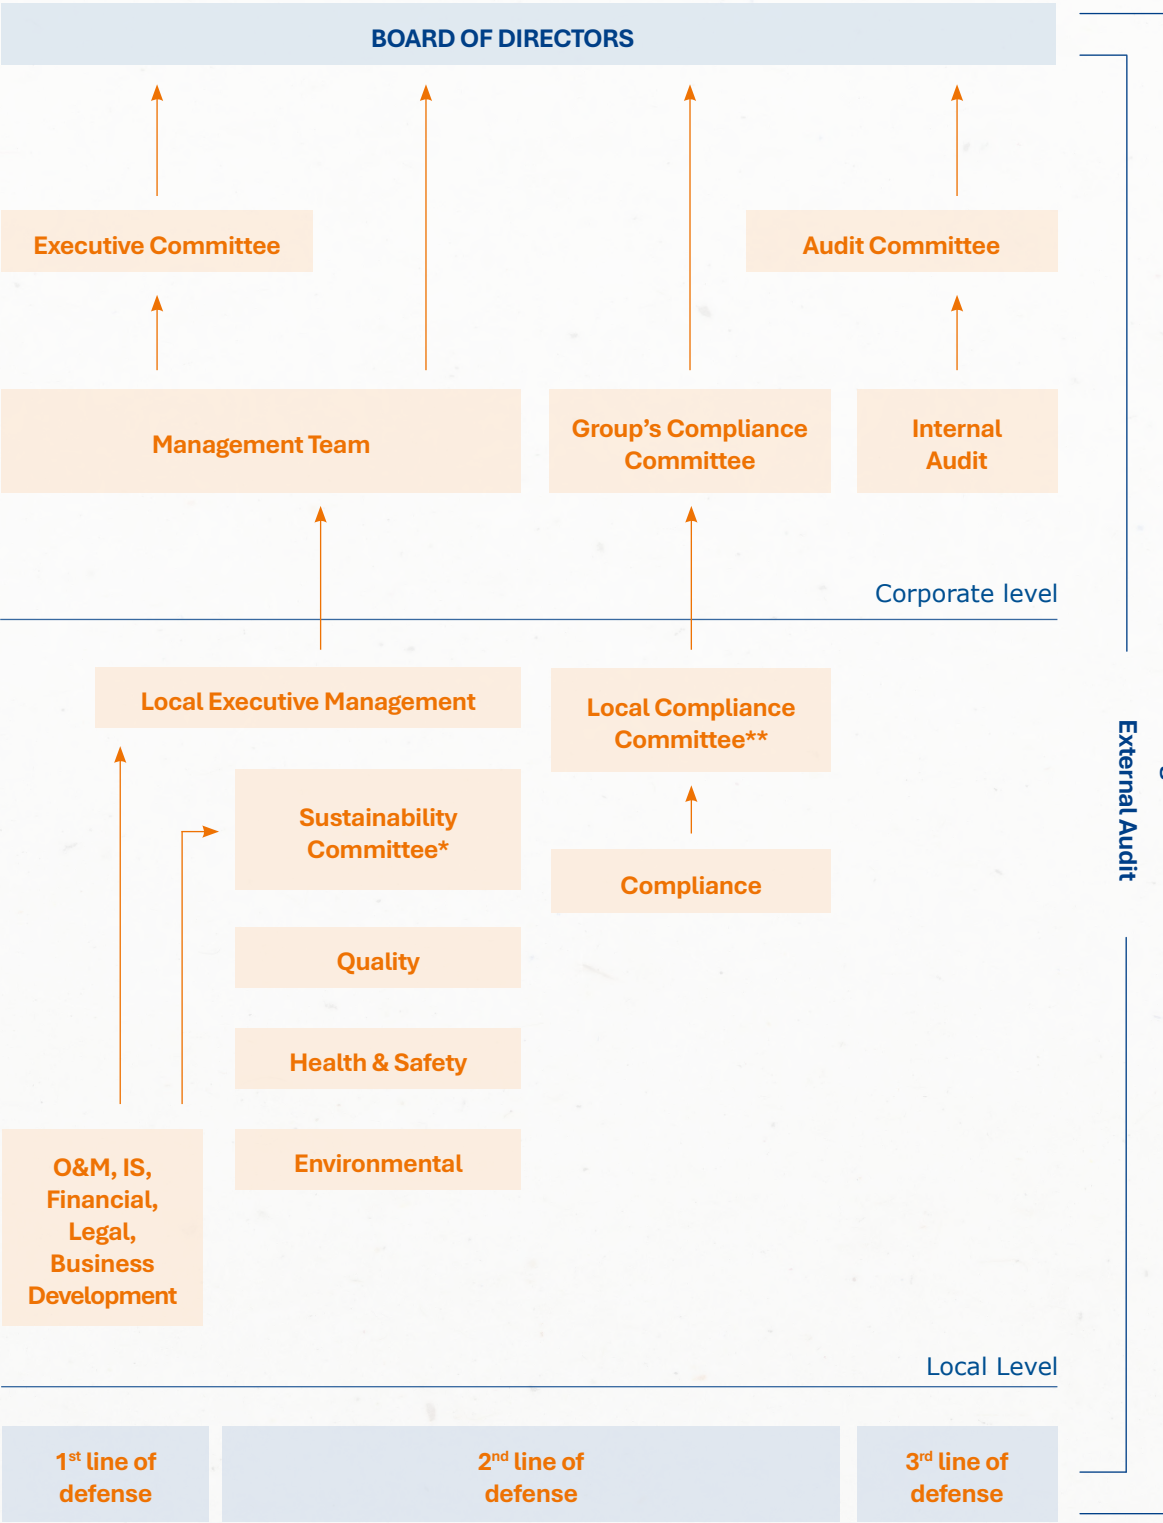 BOARD OF DIRECTORS
Executive Committee
Audit Committee
Management Team
Group’s Compliance
Committee
Internal
Audit
Corporate level
Local Executive Management
Local Compliance
Committee**
Sustainability
Committee*
Compliance
External Audit
Quality
Health & Safety
Environmental
O&M, IS,
Financial,
Legal,
Business
Development
Local Level
1st line of
defense
2nd line of
defense
3rd line of
defense